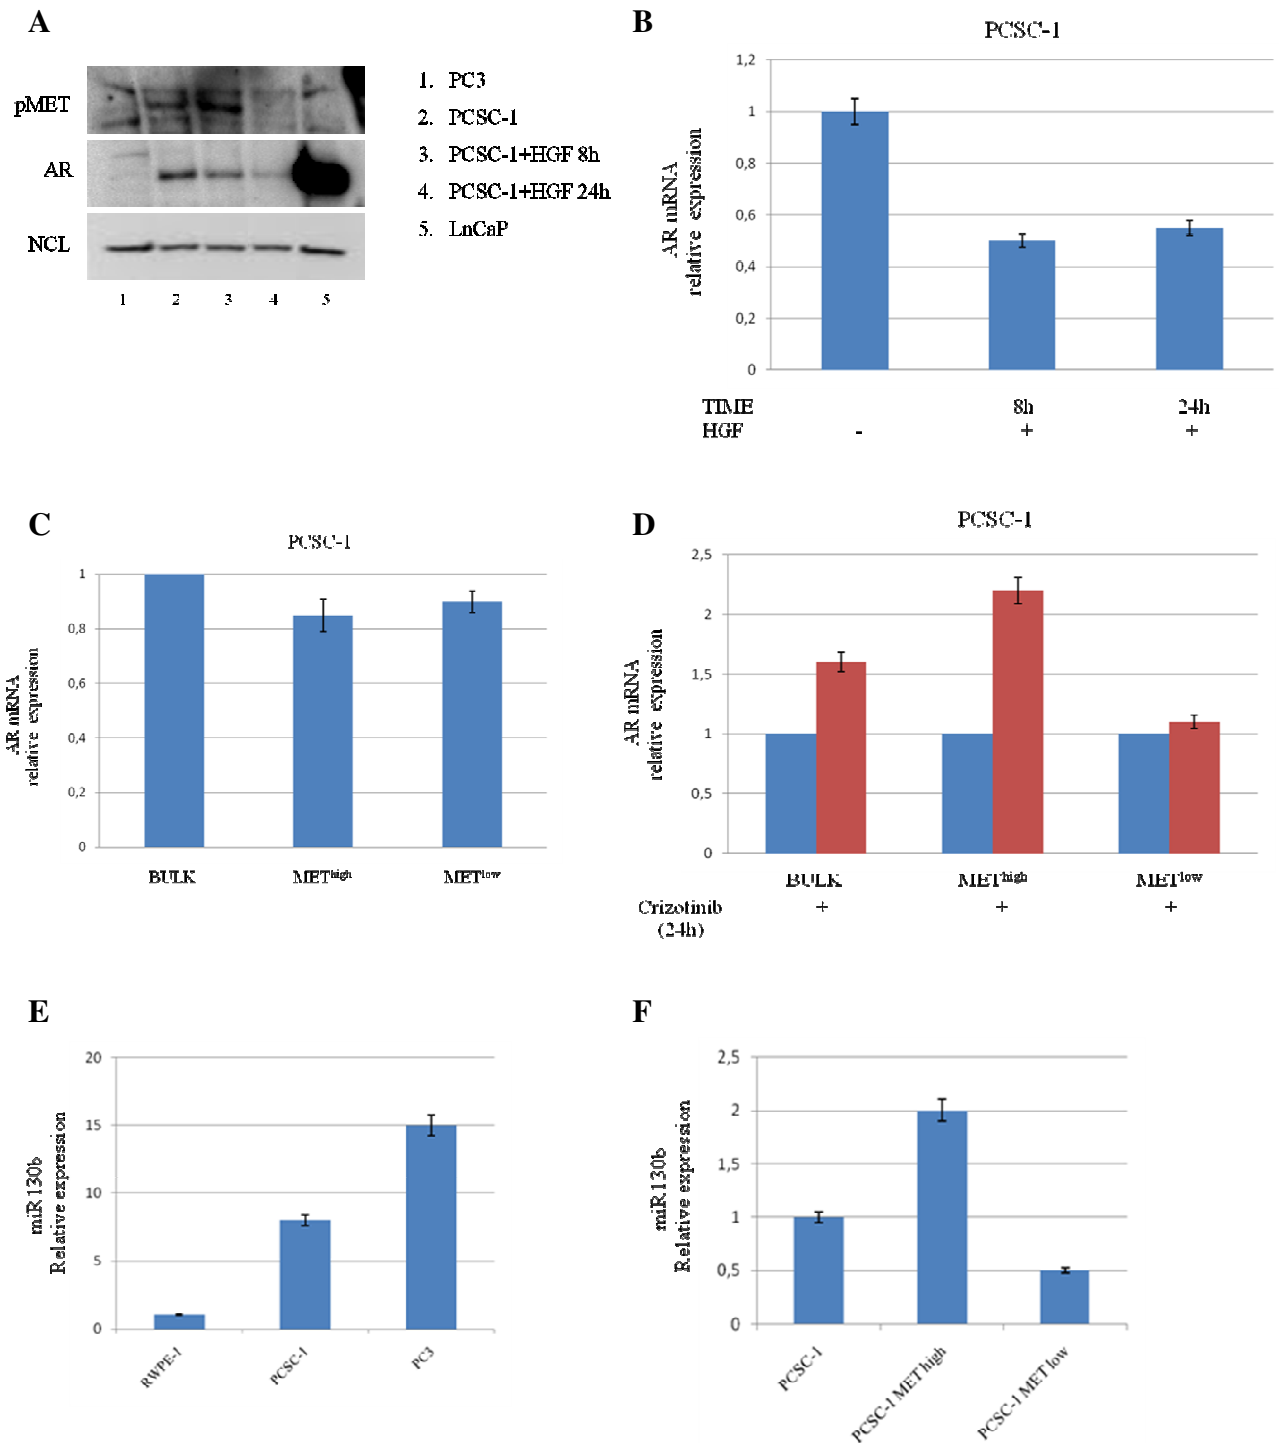 A
pMET
AR
NCL
1 2 3 4 5
1. PC3
2. PCSC-1
3. PCSC-1+HGF 8h
4. PCSC-1+HGF 24h
5. LnCaP
B
PCSC-1
AR mRNA
relative expression
1,2
1
0,8
0,6
0,4
0,2
0
TIME 8h 24h
HGF - + +
C
PCSC-1
AR mRNA
relative expression
1
0,8
0,6
0,4
0,2
0
BULK METhigh METlow
D
PCSC-1
AR mRNA
relative expression
2,5
2
1,5
1
0,5
0
BULK METhigh METlow
Crizotinib + + +
(24h)
E
miR130b
Relative expression
20
15
10
5
0
RWPE-1 PCSC-1 PC3
F
miR130b
Relative expression
2,5
2
1,5
1
0,5
0
PCSC-1 PCSC-1 MET high PCSC-1 MET low